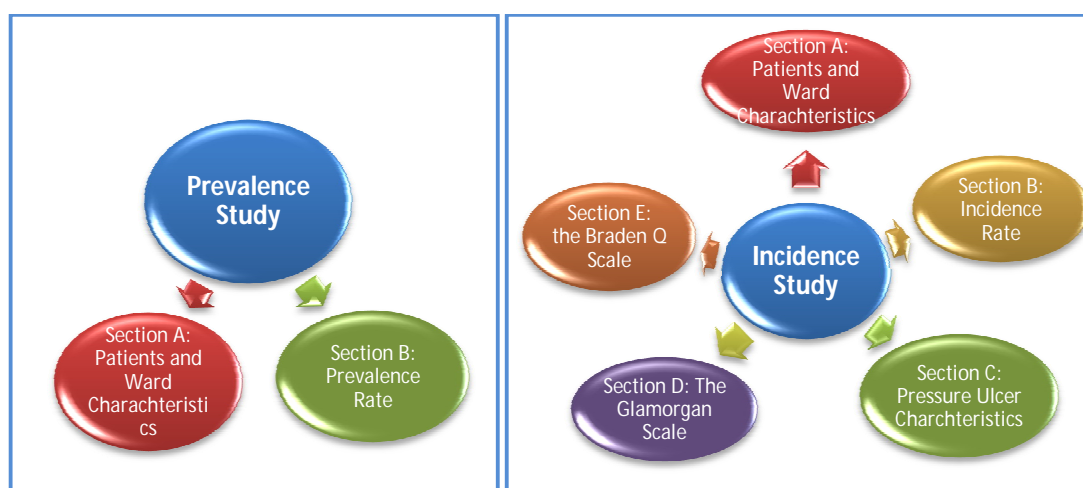 Prevalence
Study
Section A:
Patients and
Ward
Charachteristi
cs
Section B:
Prevalence
Rate
Section A:
Patients and
Ward
Charachteristics
Section E:
the Braden Q
Scale
Section B:
Incidence
Rate
Incidence
Study
Section D: The
Glamorgan
Scale
Section C:
Pressure Ulcer
Charchteristics